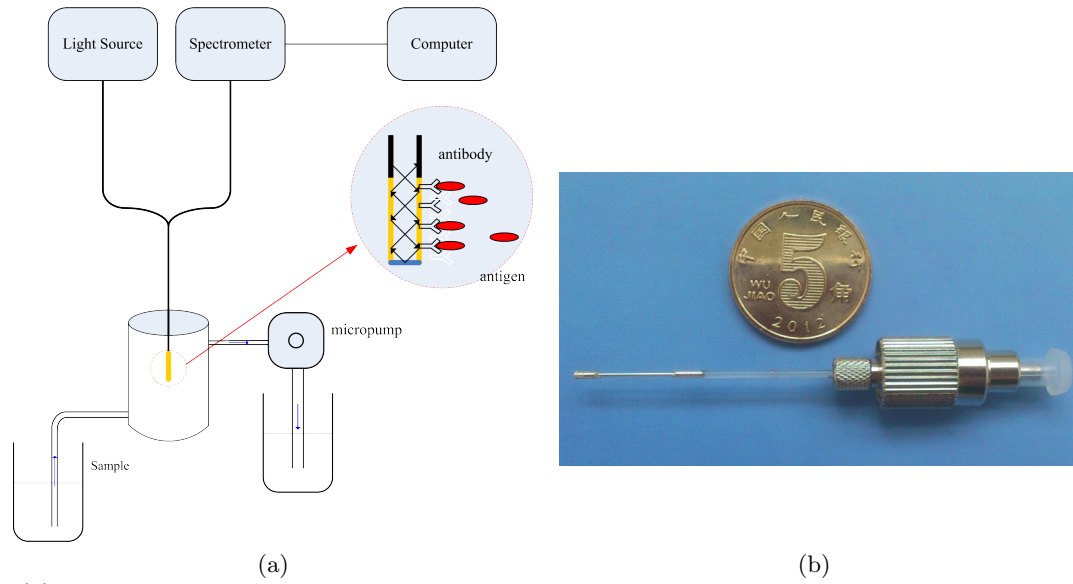 Light Source
Spectrometer
Computer
antibody
antigen
micropump
Sample
中国人民银行
5
角
WU
JIAO
2012
(a)
(b)